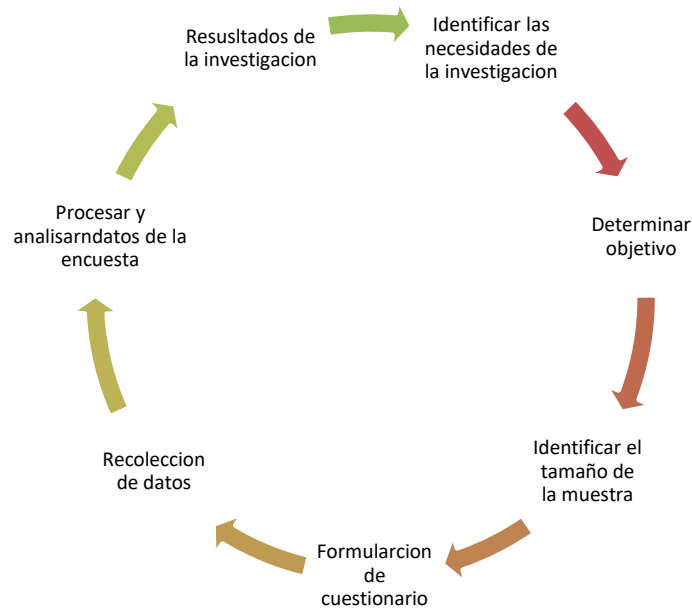 Identificar las
necesidades de
la investigacion
Determinar
objetivo
Identificar el
tamaño de
la muestra
Formularcion
de
cuestionario
Recoleccion
de datos
Procesar y
analisarndatos de la
encuesta
Resusltados de
la investigacion